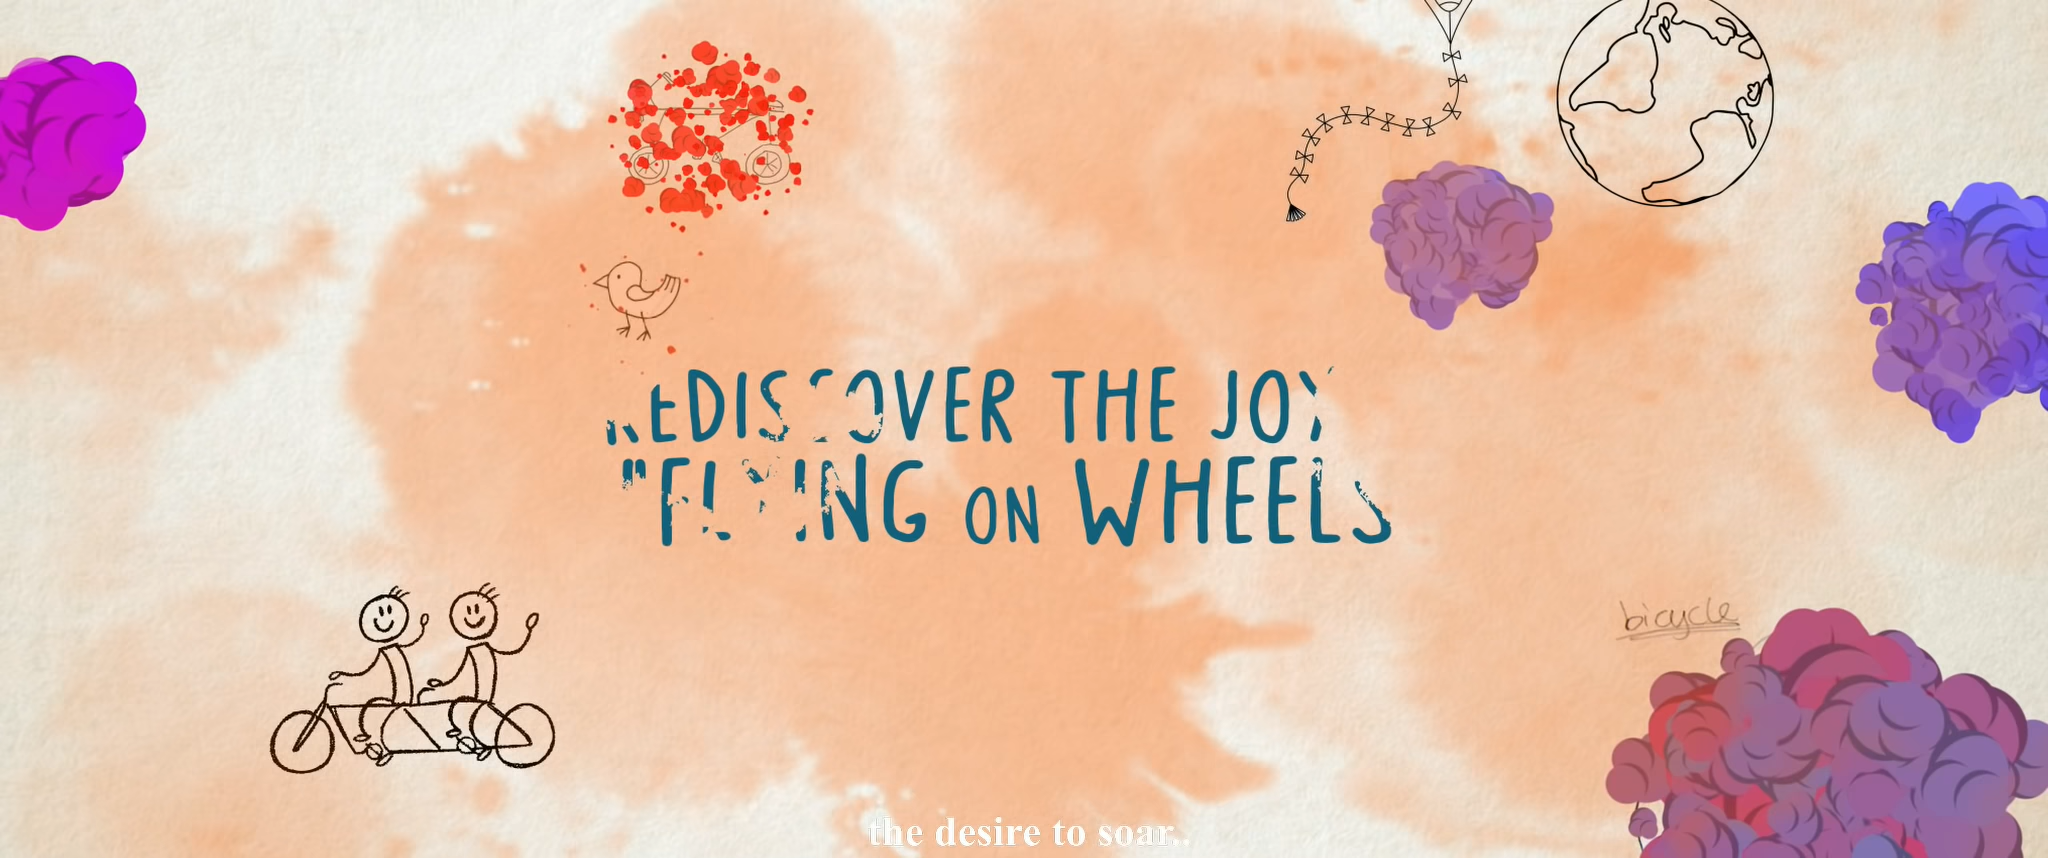 REDISCOVER THE JOY
"FLYING ON WHEELS
bicycle
the desire to soar..